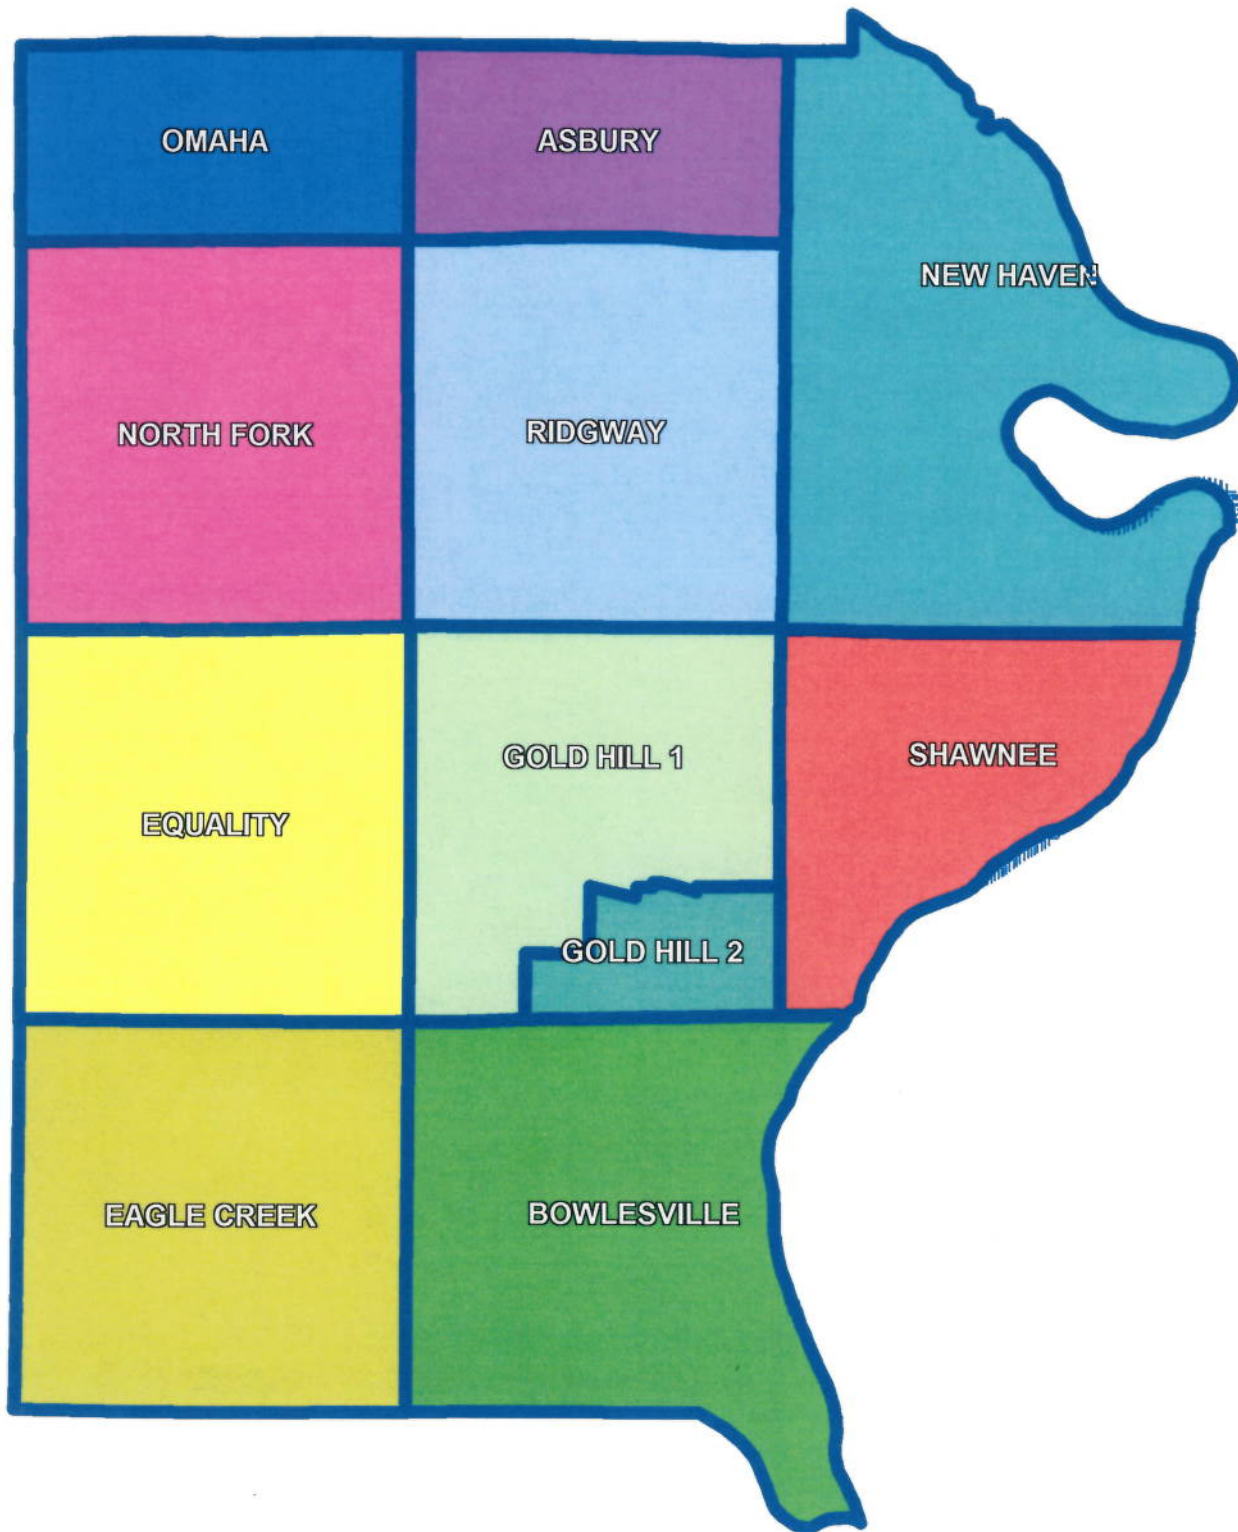 OMAHA
ASBURY
NEW HAVEN
NORTH FORK
RIDGWAY
GOLD HILL 1
SHAWNEE
EQUALITY
GOLD HILL 2
EAGLE CREEK
BOWLESVILLE